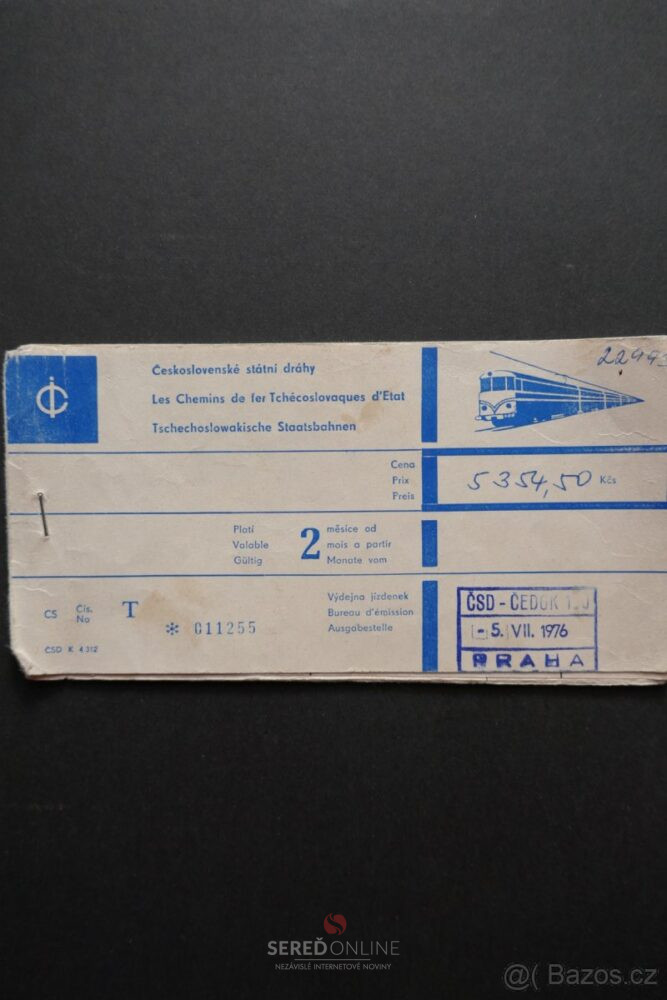 Československé státní dráhy
Les Chemins de fer Tchécoslovaques d'Etat
Tschechoslowakische Staatsbahnen
Cena
Prix
Preis
5354,50 Kčs
Platí
Valable
Gültig
2
měsíce od
mois a partir
Monate vom
CS
Čís.
No
T
* 011255
ČSD K 4312
Výdejna jízdenek
Bureau d'émission
Ausgabestelle
ČSD - ČEDOK
- 5. VII. 1976
PRAHA
SEREĎONLINE
NEZÁVISLÉ INTERNETOVÉ NOVINY
@( Bazos.cz